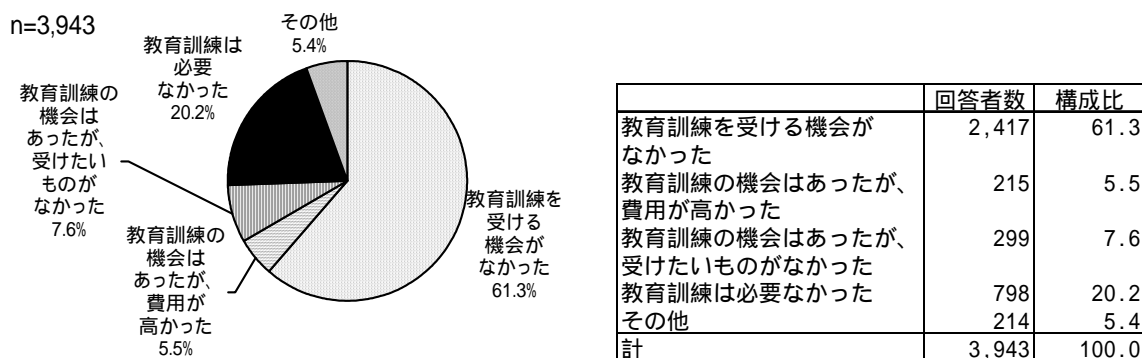 n=3,943
その他
5.4%
教育訓練は
必要
なかった
20.2%
教育訓練の
機会は
あったが、
受けたい
ものが
なかった
7.6%
教育訓練の
機会は
あったが、
費用が
高かった
5.5%
教育訓練を
受ける
機会が
なかった
61.3%
回答者数 構成比
教育訓練を受ける機会が 2,417 61.3
なかった
教育訓練の機会はあったが、 215 5.5
費用が高かった
教育訓練の機会はあったが、 299 7.6
受けたいものがなかった
教育訓練は必要なかった 798 20.2
その他 214 5.4
計 3,943 100.0